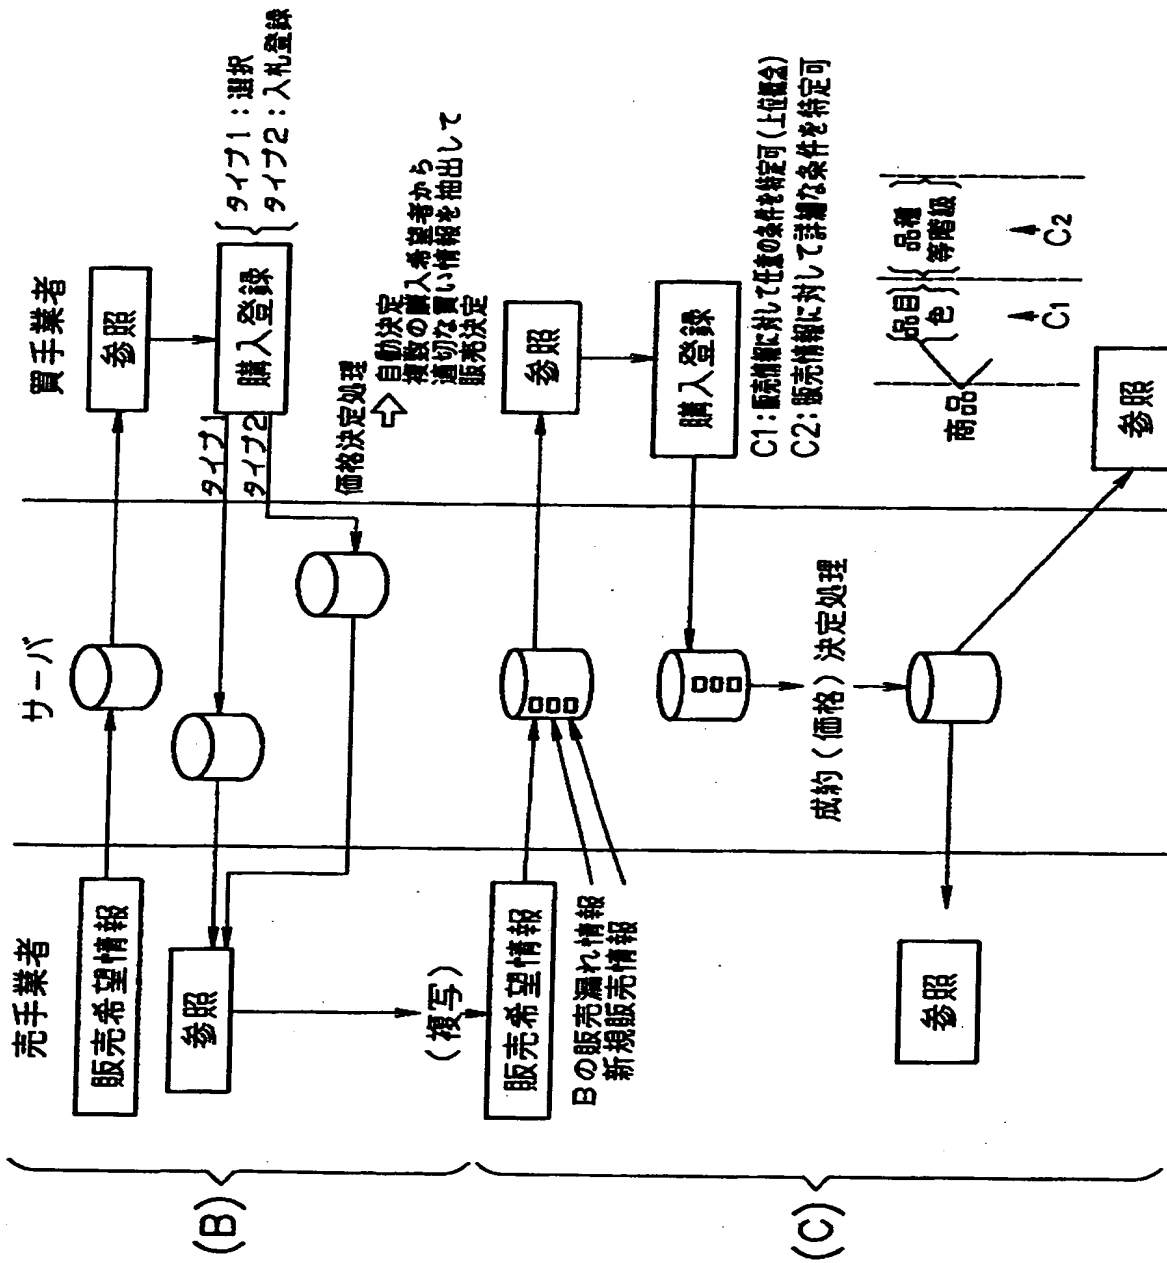 売手業者
サーバ
買手業者
(B)
販売希望情報
参照
購入登録
タイプ1:選択
タイプ2:入札登録
タイプ1
タイプ2
参照
価格決定処理
自動決定
複数の購入希望者から
適切な買い情報を抽出して
販売決定
(複写)
(C)
販売希望情報
Bの販売漏れ情報
新規販売情報
参照
購入登録
C1:販売情報に対して任意の条件を特定可(上位概念)
C2:販売情報に対して詳細な条件を特定可
成約(価格)決定処理
商品
(品目)
(色)
(品種)
(等階級)
C1
C2
参照
参照